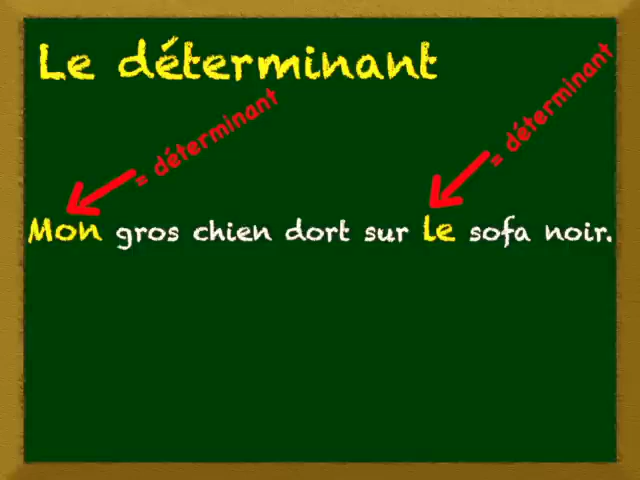 Le déterminant
= déterminant
= déterminant
Mon gros chien dort sur le sofa noir.